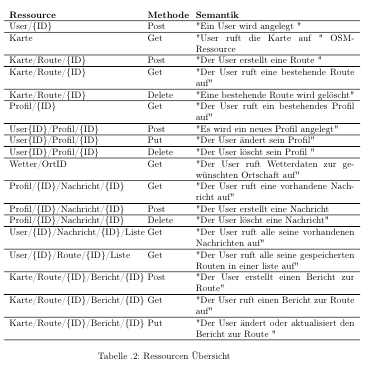 Ressource Methode Semantik
User/{ID} Post "Ein User wird angelegt "
Karte Get "User ruft die Karte auf " OSM-
Ressource
Karte/Route/{ID} Post "Der User erstellt eine Route "
Karte/Route/{ID} Get "Der User ruft eine bestehende Route
auf"
Karte/Route/{ID} Delete "Eine bestehende Route wird gelöscht"
Profil/{ID} Get "Der User ruft ein bestehendes Profil
auf"
User{ID}/Profil/{ID} Post "Es wird ein neues Profil angelegt"
User{ID}/Profil/{ID} Put "Der User ändert sein Profil"
User{ID}/Profil/{ID} Delete "Der User löscht sein Profil "
Wetter/OrtID Get "Der User ruft Wetterdaten zur ge-
wünschten Ortschaft auf"
Profil/{ID}/Nachricht/{ID} Get "Der User ruft eine vorhandene Nach-
richt auf"
Profil/{ID}/Nachricht/{ID} Post "Der User erstellt eine Nachricht
Profil/{ID}/Nachricht/{ID} Delete "Der User löscht eine Nachricht"
User/{ID}/Nachricht/{ID}/Liste Get "Der User ruft alle seine vorhandenen
Nachrichten auf"
User/{ID}/Route/{ID}/Liste Get "Der User ruft alle seine gespeicherten
Routen in einer liste auf"
Karte/Route/{ID}/Bericht/{ID} Post "Der User erstellt einen Bericht zur
Route"
Karte/Route/{ID}/Bericht/{ID} Get "Der User ruft einen Bericht zur Route
auf"
Karte/Route/{ID}/Bericht/{ID} Put "Der User ändert oder aktualisiert den
Bericht zur Route "
Tabelle .2: Ressourcen Übersicht